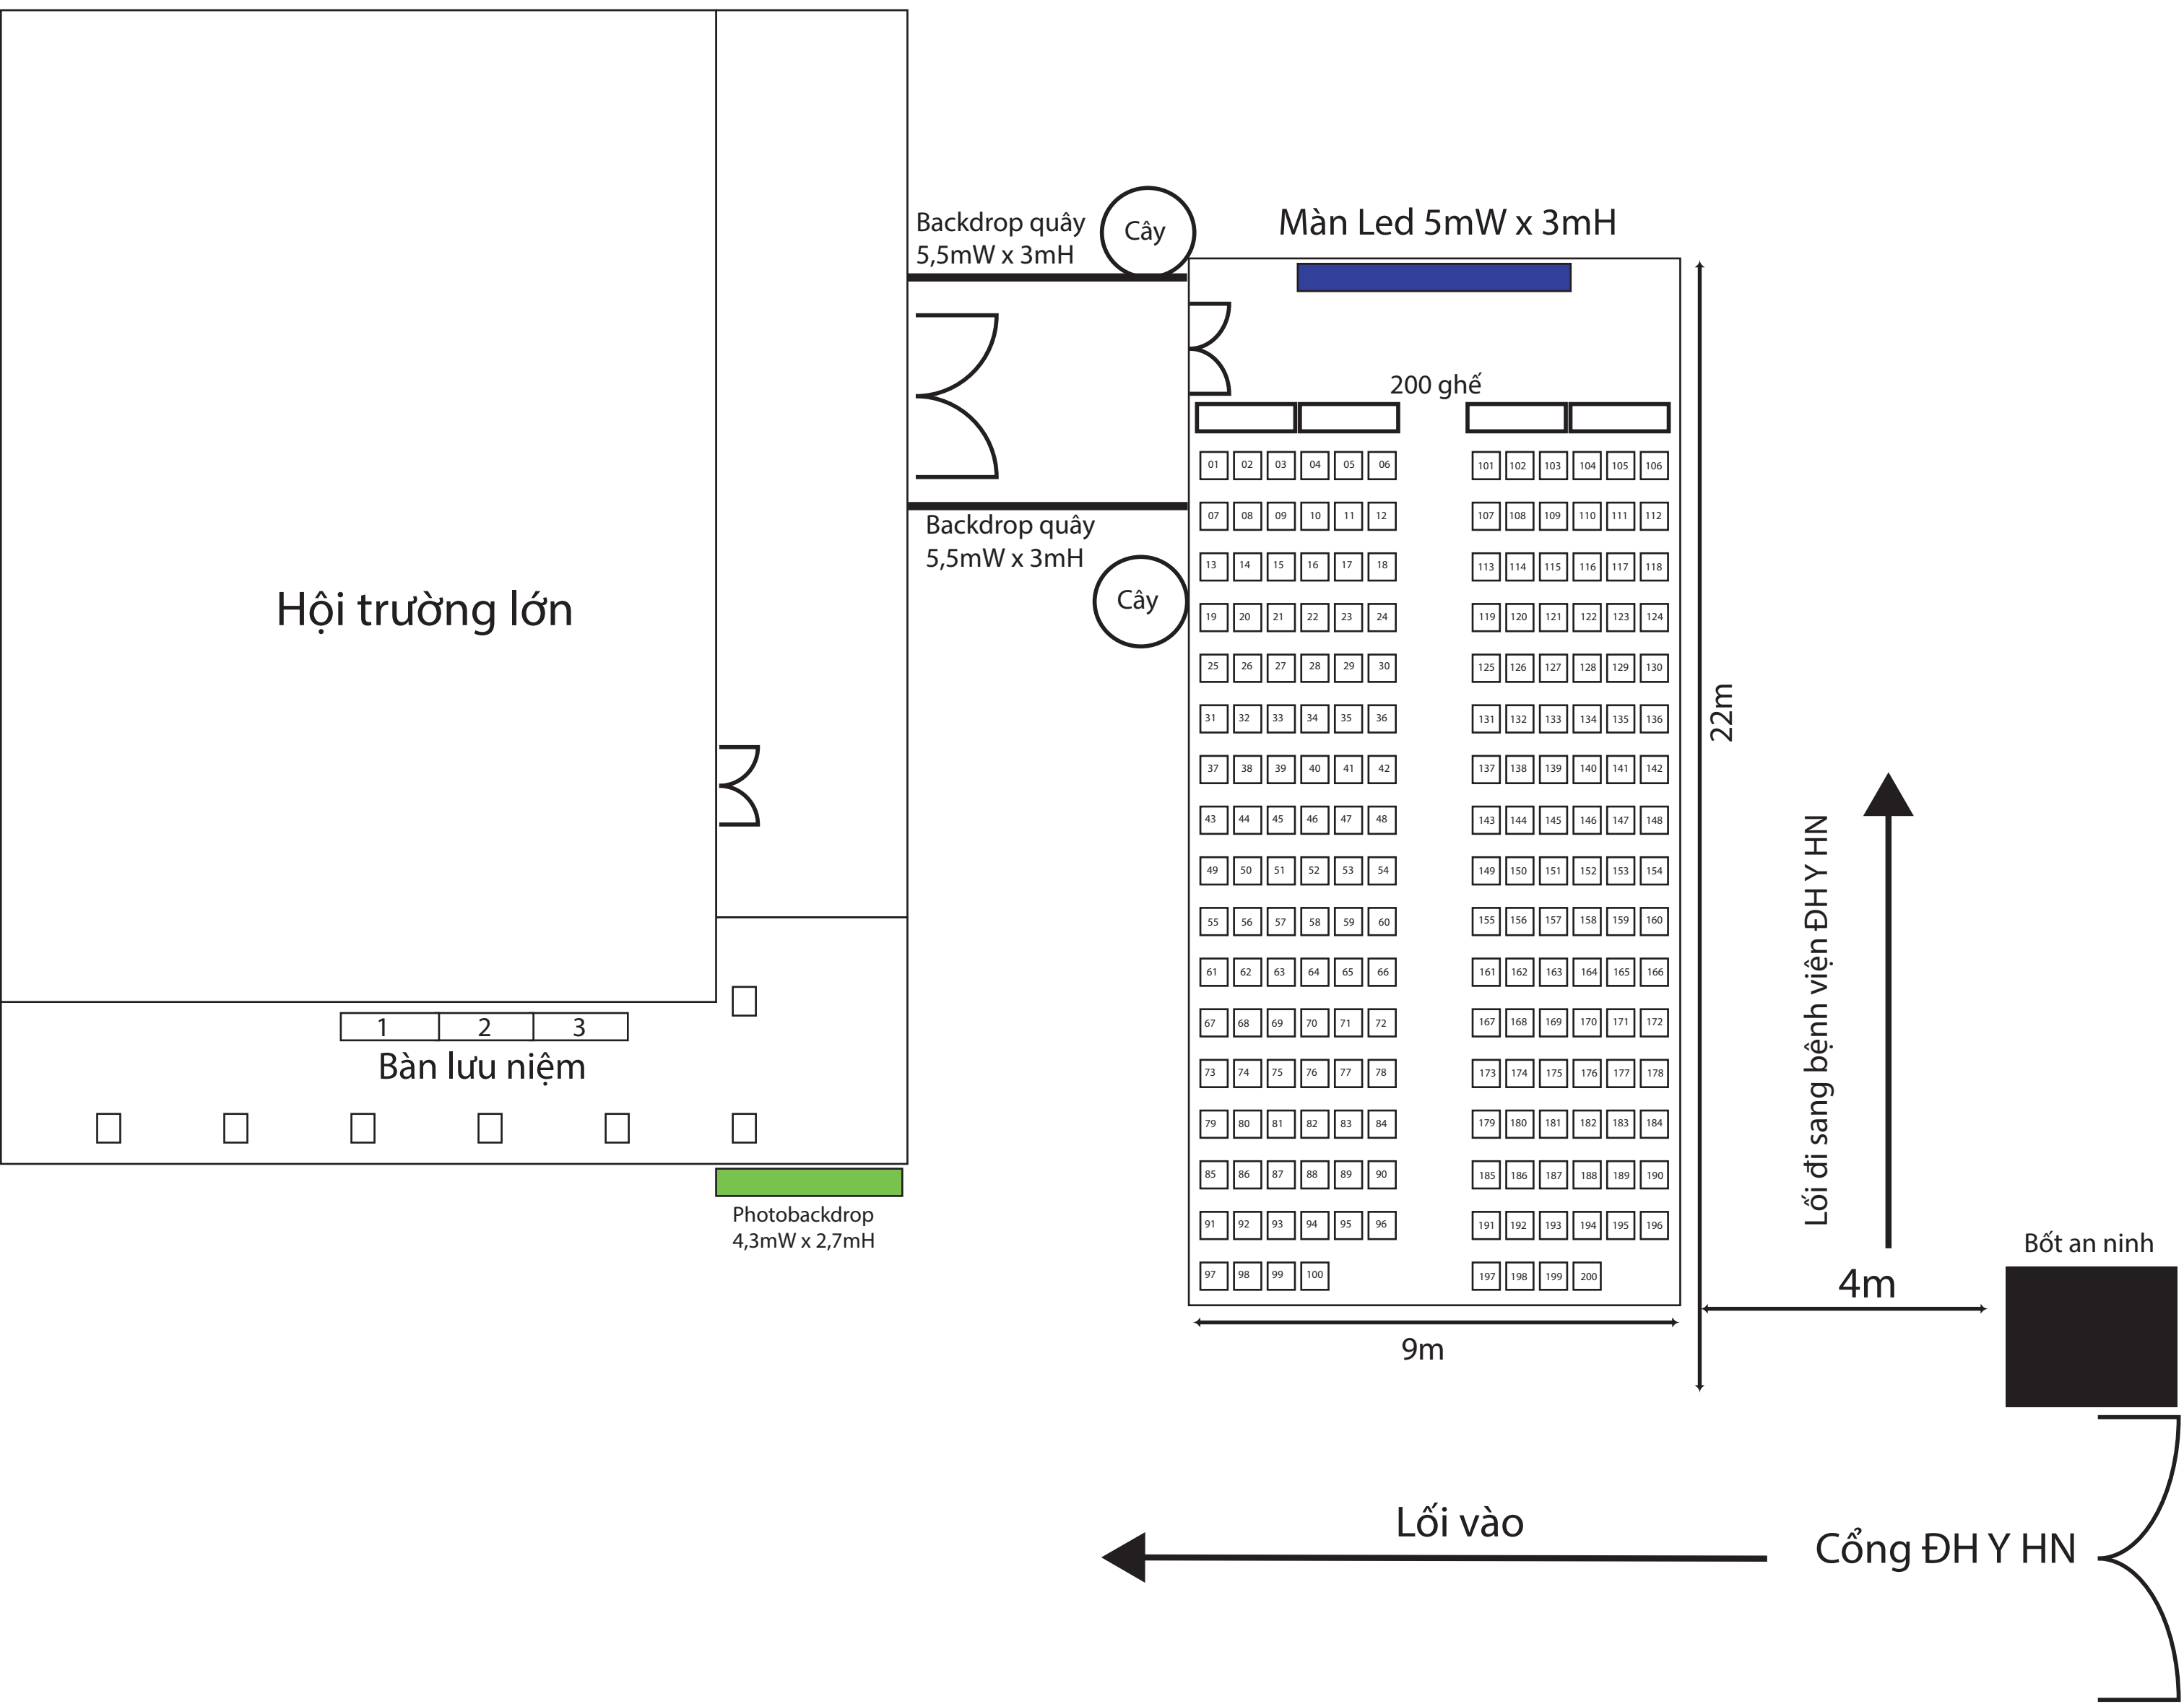 Màn Led 5mW x 3mH
Backdrop quây
5,5mW x 3mH
Cây
200 ghế
Backdrop quây
5,5mW x 3mH
Cây
Hội trường lớn
01 02 03 04 05 06 101 102 103 104 105 106
07 08 09 10 11 12 107 108 109 110 111 112
13 14 15 16 17 18 113 114 115 116 117 118
19 20 21 22 23 24 119 120 121 122 123 124
25 26 27 28 29 30 125 126 127 128 129 130
31 32 33 34 35 36 131 132 133 134 135 136
37 38 39 40 41 42 137 138 139 140 141 142
43 44 45 46 47 48 143 144 145 146 147 148
49 50 51 52 53 54 149 150 151 152 153 154
55 56 57 58 59 60 155 156 157 158 159 160
61 62 63 64 65 66 161 162 163 164 165 166
67 68 69 70 71 72 167 168 169 170 171 172
73 74 75 76 77 78 173 174 175 176 177 178
79 80 81 82 83 84 179 180 181 182 183 184
85 86 87 88 89 90 185 186 187 188 189 190
91 92 93 94 95 96 191 192 193 194 195 196
97 98 99 100 197 198 199 200
22m
9m
Lối đi sang bệnh viện ĐH Y HN
4m
Bốt an ninh
1 2 3
Bàn lưu niệm
Photobackdrop
4,3mW x 2,7mH
Lối vào
Cổng ĐH Y HN